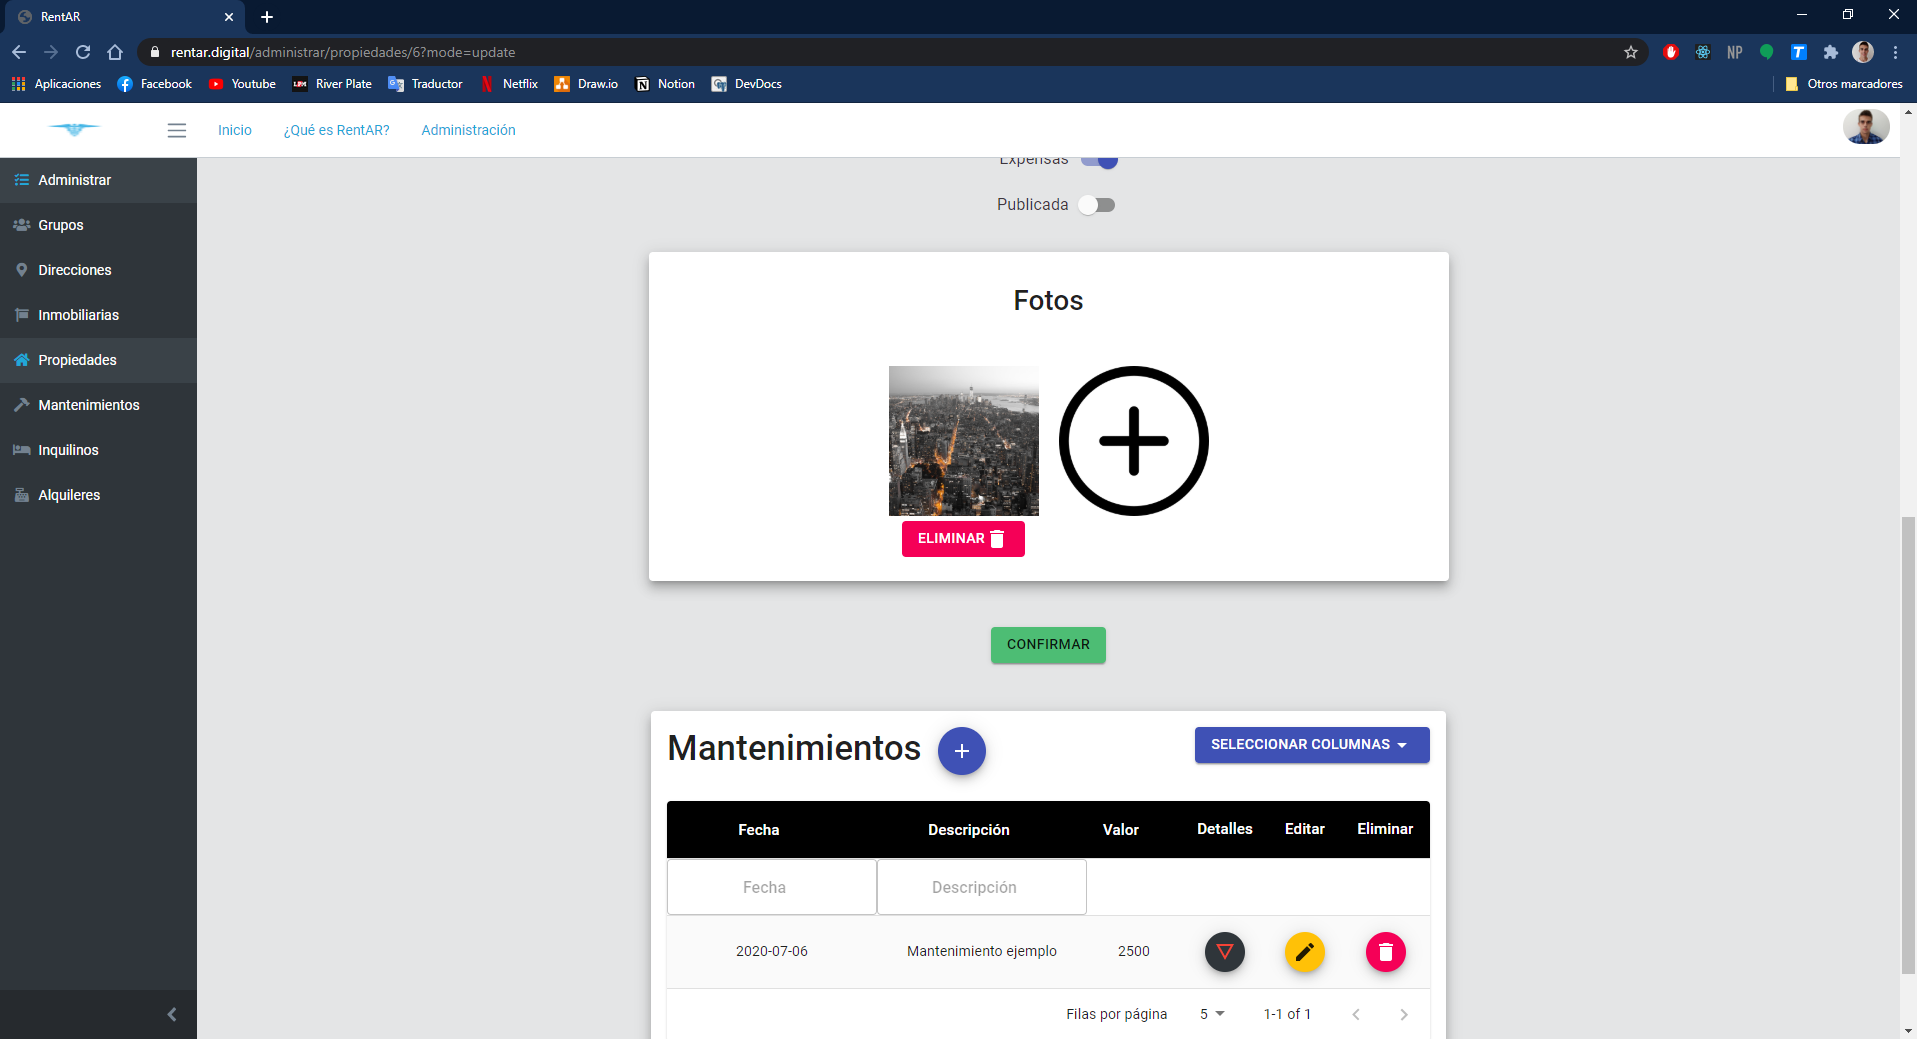 RentAR
rentar.digital/administrar/propiedades/6?mode=update
NP
Aplicaciones Facebook Youtube River Plate Traductor Netflix Draw.io Notion DevDocs Otros marcadores
Inicio ¿Qué es RentAR? Administración
Administrar
Grupos
Direcciones
Inmobiliarias
Propiedades
Mantenimientos
Inquilinos
Alquileres
Expensas
Publicada
Fotos
ELIMINAR
CONFIRMAR
Mantenimientos
SELECCIONAR COLUMNAS
Fecha Descripción Valor Detalles Editar Eliminar
Fecha Descripción
2020-07-06 Mantenimiento ejemplo 2500
Filas por página 5 1-1 of 1